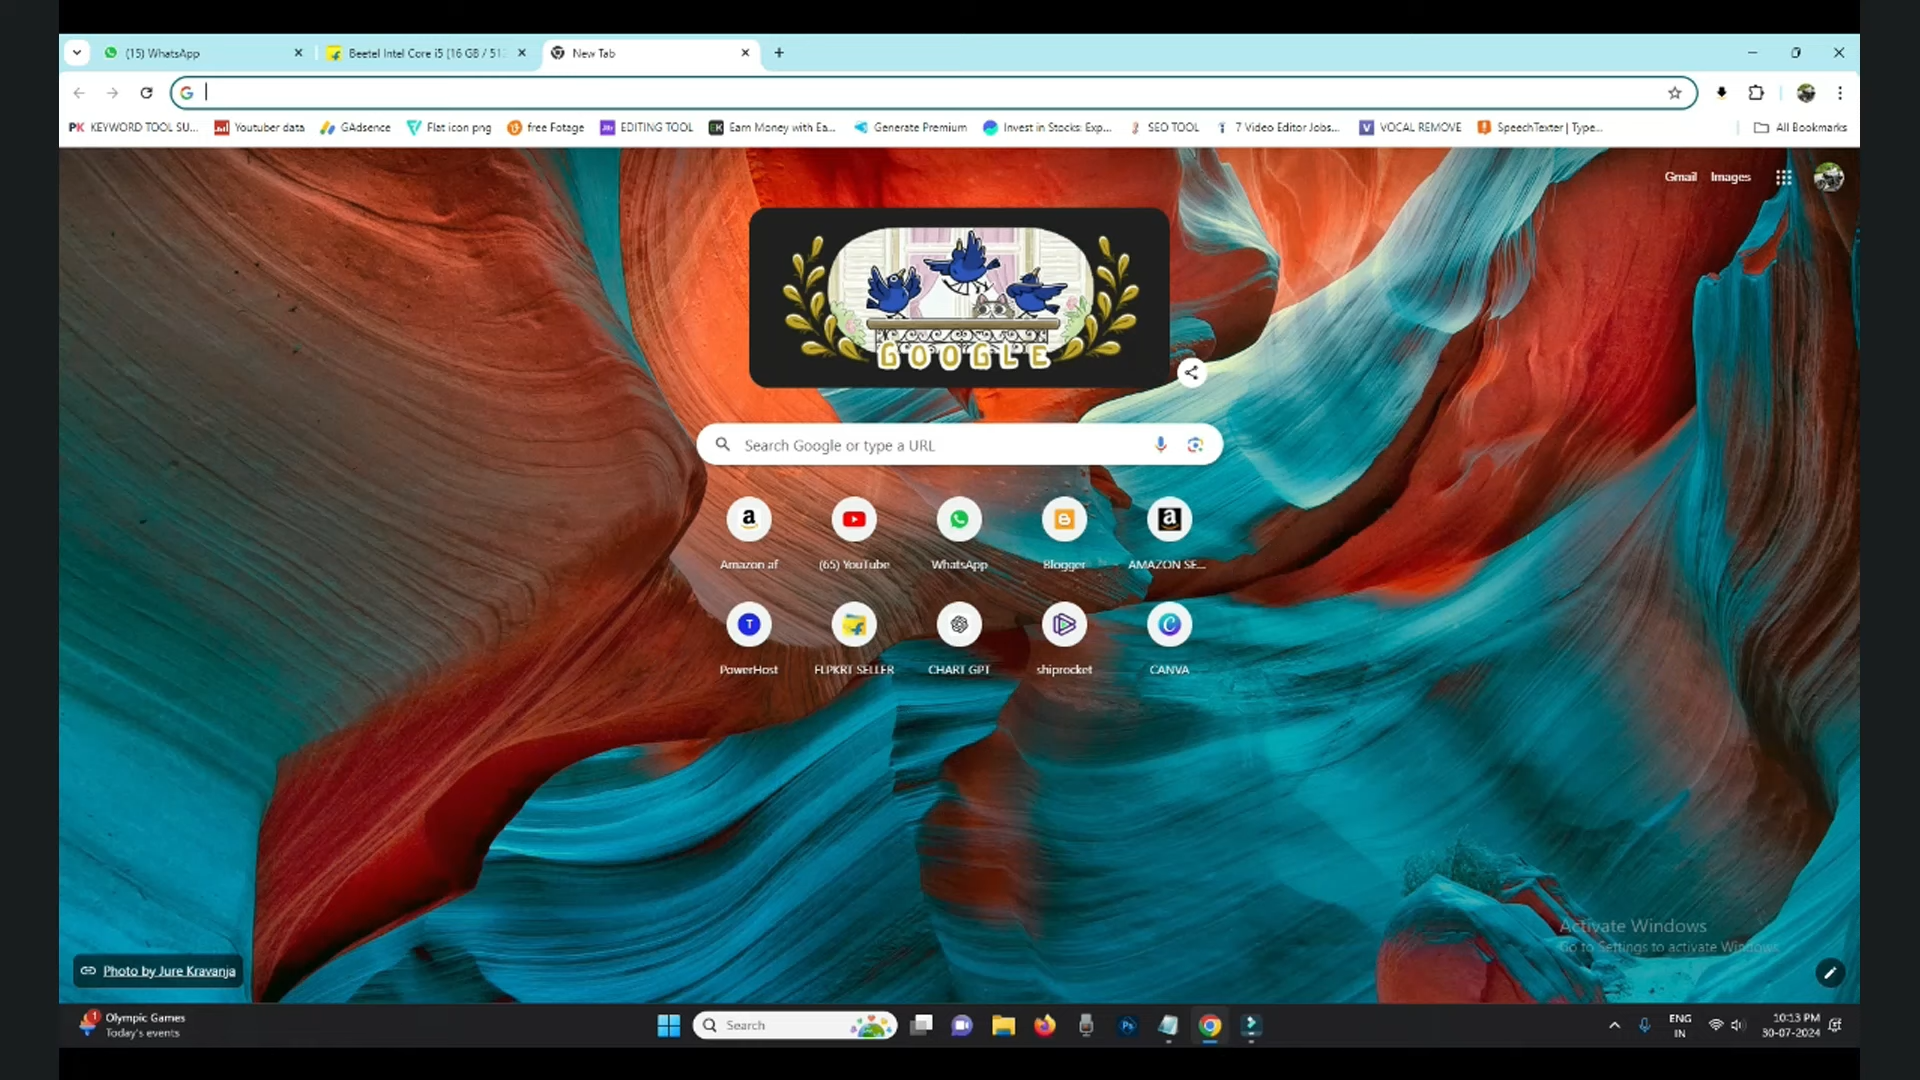 (15) WhatsApp
Beetel Intel Core i5 (16 GB / 51
New Tab
PK KEYWORD TOOL SU...
Youtuber data
GAdsence
Flat icon png
free Fotage
EDITING TOOL
Earn Money with Ea...
Generate Premium
Invest in Stocks: Exp...
SEO TOOL
7 Video Editor Jobs...
VOCAL REMOVE
SpeechTexter | Type...
All Bookmarks
Gmail Images
GOOGLE
Search Google or type a URL
Amazon af
(65) YouTube
WhatsApp
Blogger
AMAZON SE...
PowerHost
FLPKRT SELLER
CHART GPT
shiprocket
CANVA
Activate Windows
Go to Settings to activate Windows.
Photo by Jure Kravanja
Olympic Games
Today's events
Search
ENG
IN
10:13 PM
30-07-2024